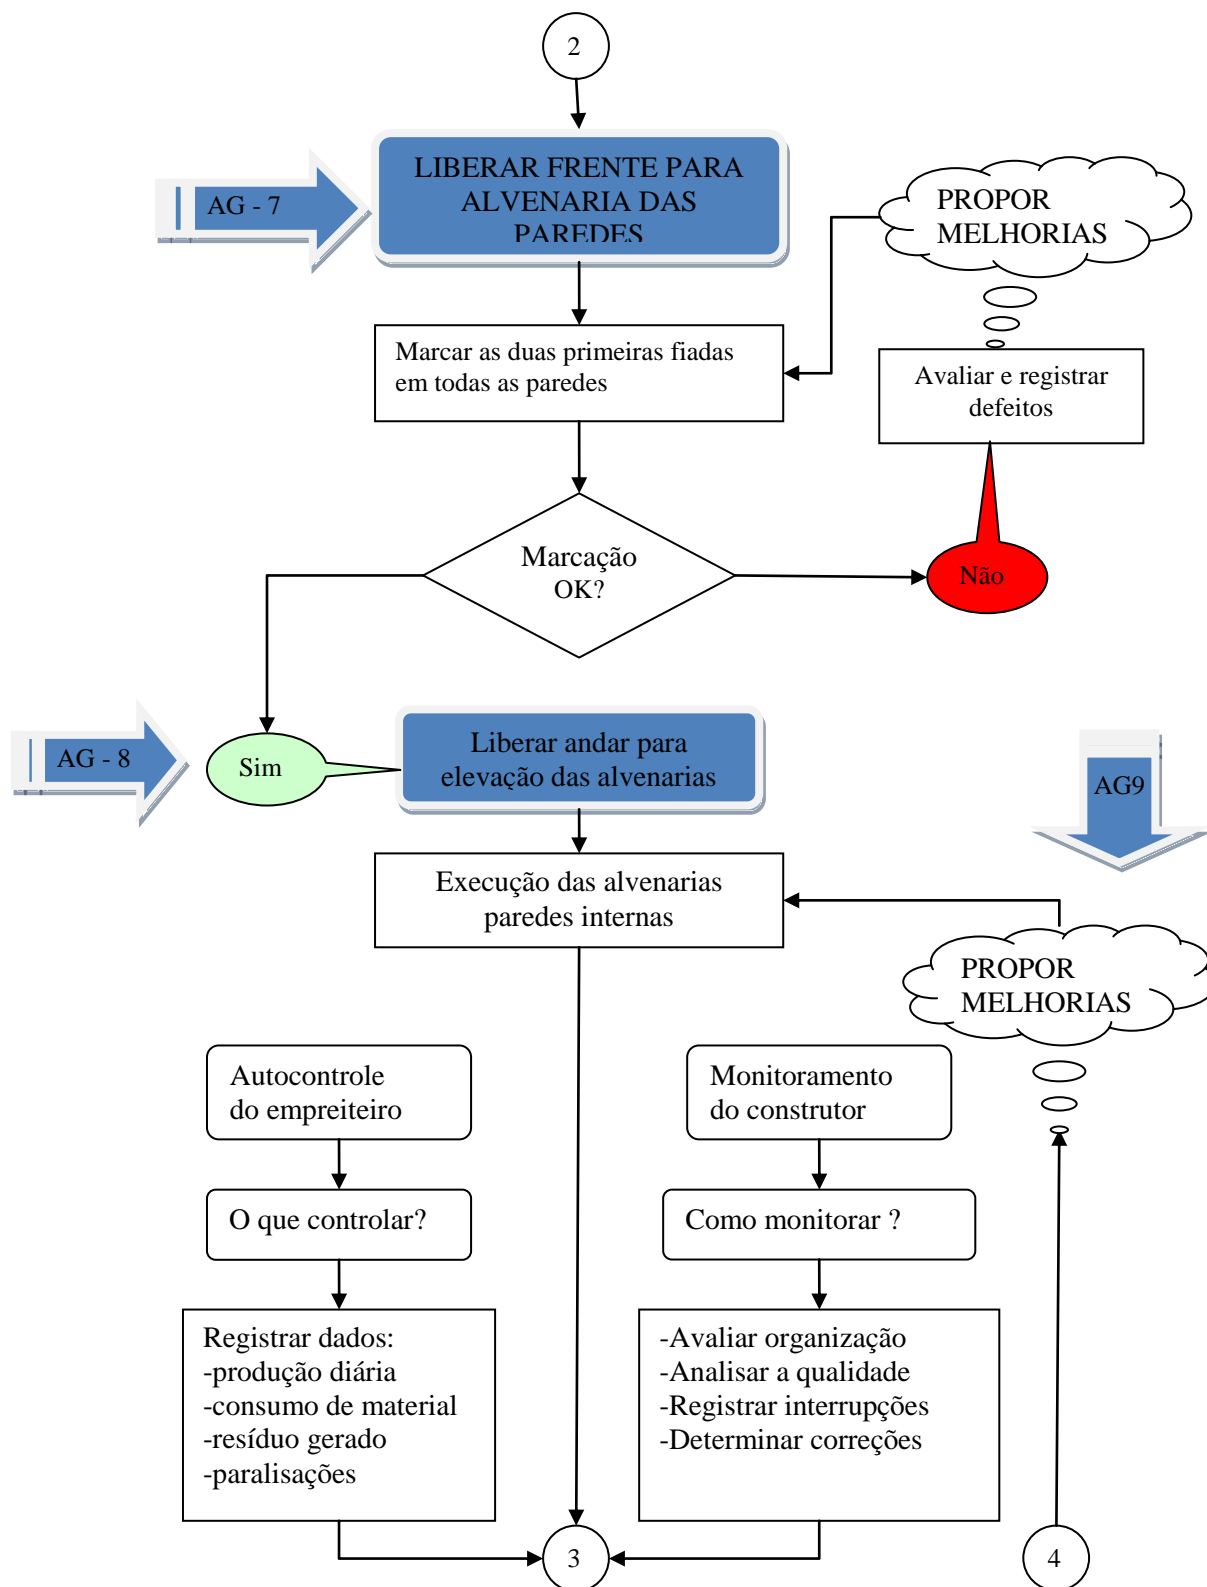 2
AG - 7
LIBERAR FRENTE PARA
ALVENARIA DAS
PAREDES
PROPOR
MELHORIAS
Marcar as duas primeiras fiadas
em todas as paredes
Avaliar e registrar
defeitos
Marcação
OK?
Não
AG - 8
Sim
Liberar andar para
elevação das alvenarias
AG9
Execução das alvenarias
paredes internas
PROPOR
MELHORIAS
Autocontrole
do empreiteiro
Monitoramento
do construtor
O que controlar?
Como monitorar ?
Registrar dados:
-produção diária
-consumo de material
-resíduo gerado
-paralisações
-Avaliar organização
-Analisar a qualidade
-Registrar interrupções
-Determinar correções
3
4